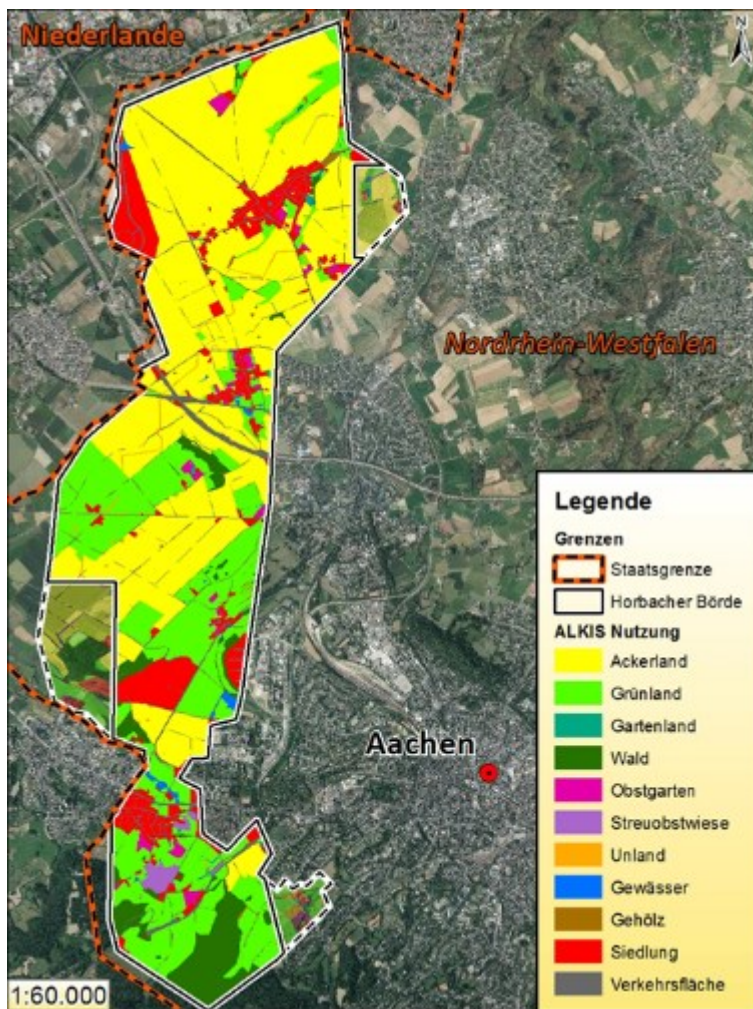 Niederlande
N
Nordrhein-Westfalen
Aachen
Legende
Grenzen
Staatsgrenze
Horbacher Börde
ALKIS Nutzung
Ackerland
Grünland
Gartenland
Wald
Obstgarten
Streuobstwiese
Unland
Gewässer
Gehölz
Siedlung
Verkehrsfläche
1:60.000